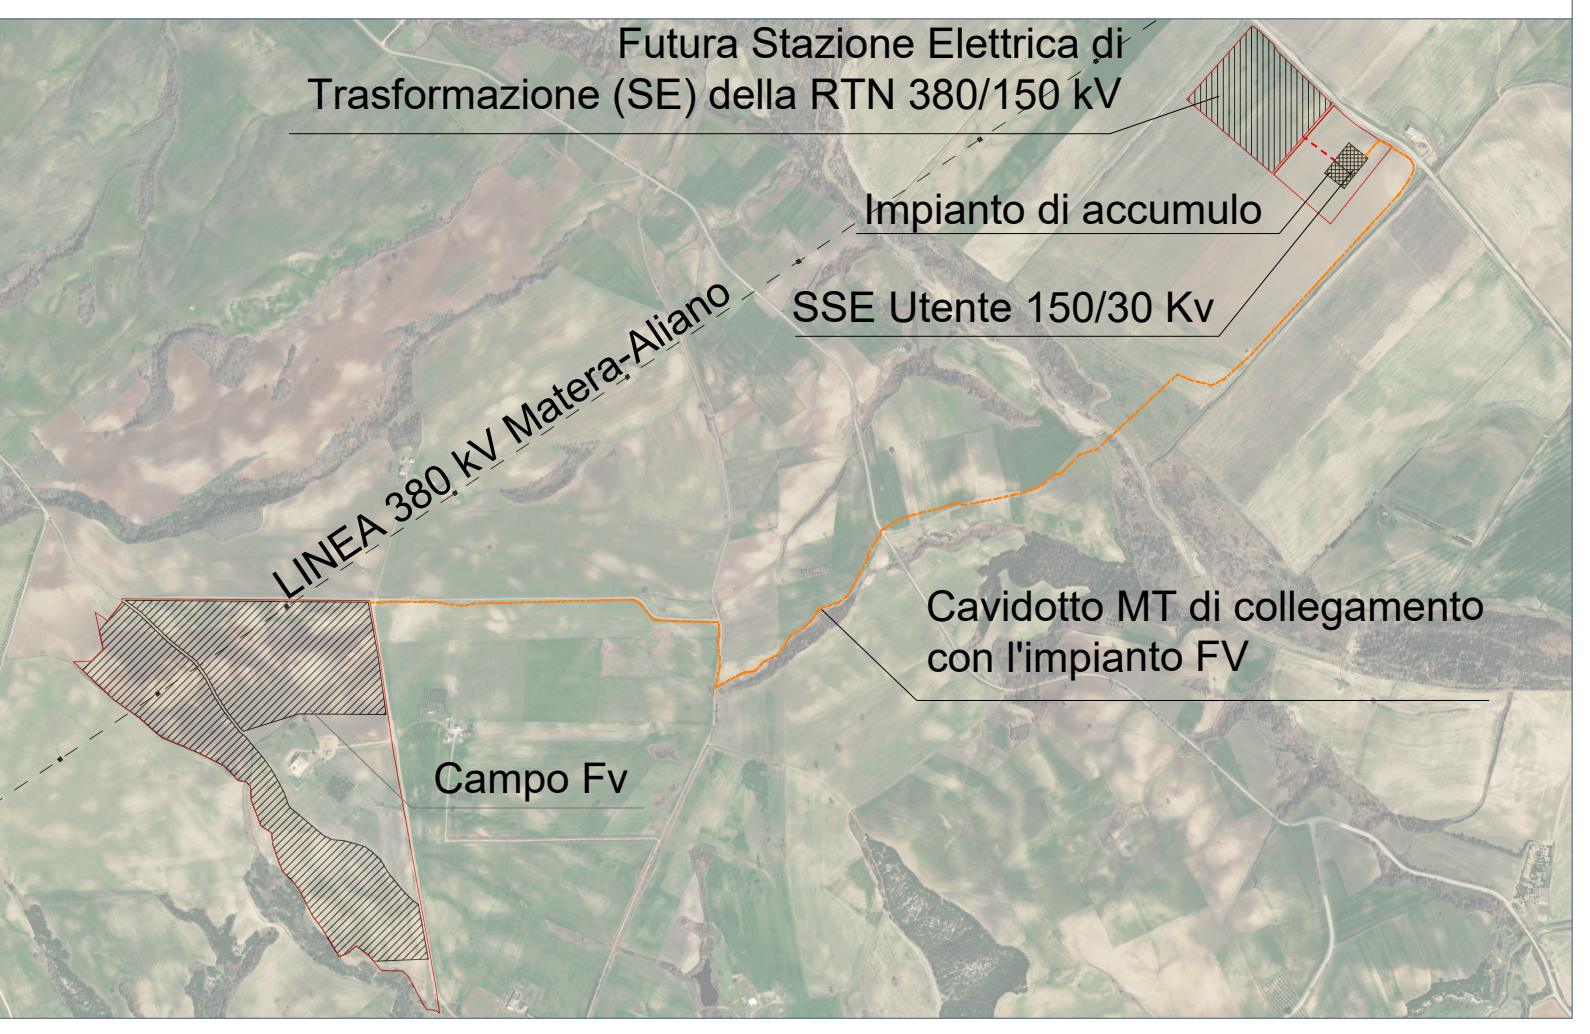 Futura Stazione Elettrica di
Trasformazione (SE) della RTN 380/150 kV
Impianto di accumulo
SSE Utente 150/30 Kv
LINEA 380 kV Matera-Aliano
Cavidotto MT di collegamento
con l'impianto FV
Campo Fv